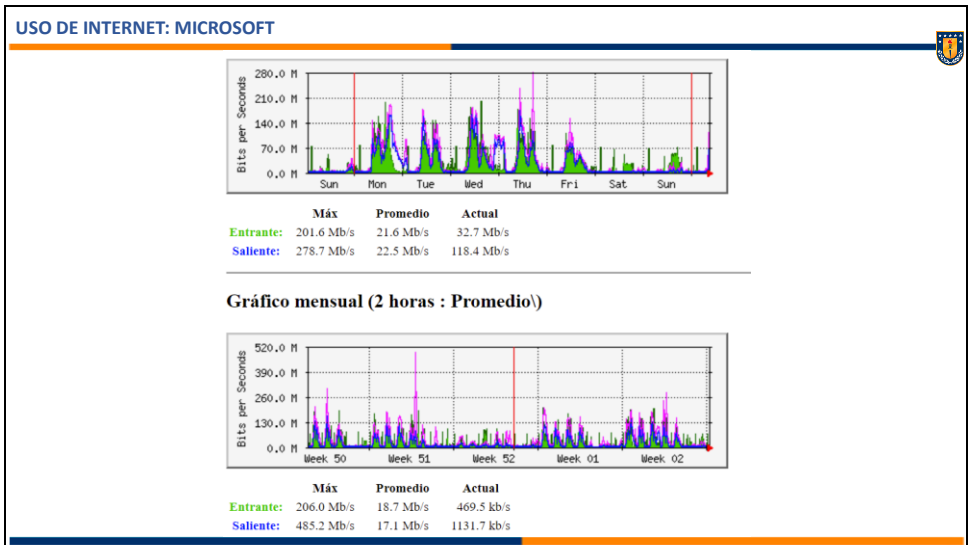 USO DE INTERNET: MICROSOFT
280.0 M
210.0 M
140.0 M
70.0 M
0.0 M
Bits per Seconds
Sun Mon Tue Wed Thu Fri Sat Sun
Máx Promedio Actual
Entrante: 201.6 Mb/s 21.6 Mb/s 32.7 Mb/s
Saliente: 278.7 Mb/s 22.5 Mb/s 118.4 Mb/s
Gráfico mensual (2 horas : Promedio\)
520.0 M
390.0 M
260.0 M
130.0 M
0.0 M
Bits per Seconds
Week 50 Week 51 Week 52 Week 01 Week 02
Máx Promedio Actual
Entrante: 206.0 Mb/s 18.7 Mb/s 469.5 kb/s
Saliente: 485.2 Mb/s 17.1 Mb/s 1131.7 kb/s